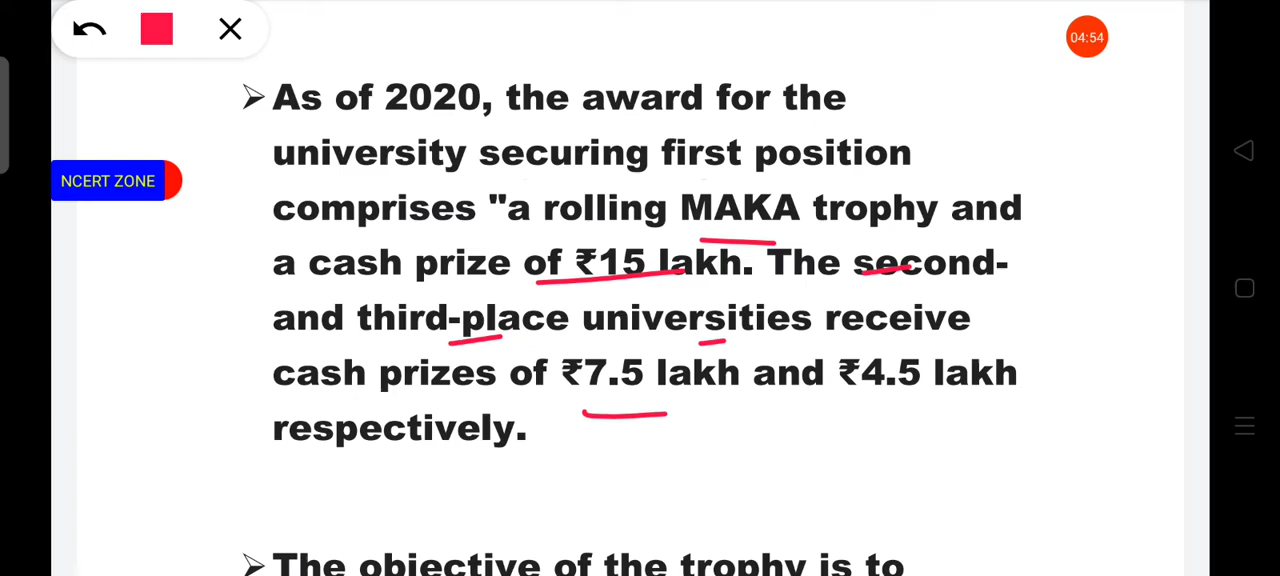 04:54
➢ As of 2020, the award for the
university securing first position
NCERT ZONE
comprises "a rolling MAKA trophy and
a cash prize of ₹15 lakh. The second-
and third-place universities receive
cash prizes of ₹7.5 lakh and ₹4.5 lakh
respectively.
➢ The objective of the trophy is to